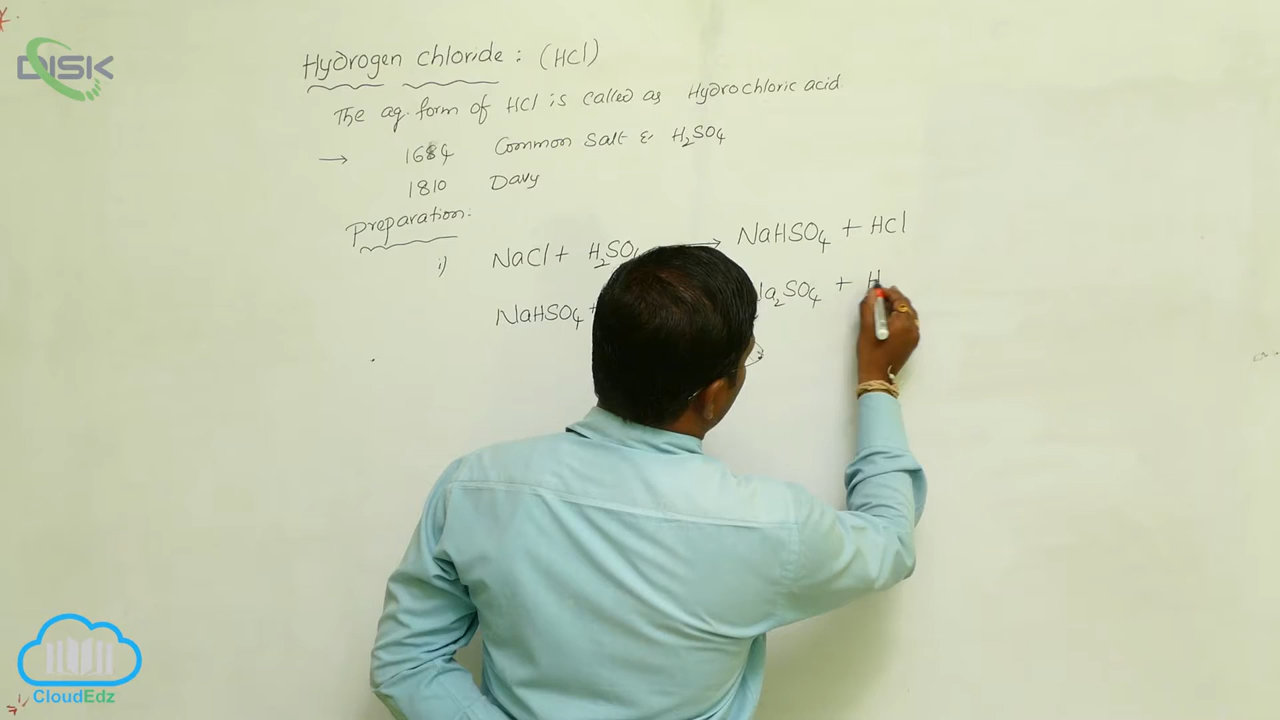 DISK
Hydrogen chloride : (HCl)
The aq. form of HCl is called as Hydrochloric acid.
→ 1684 Common Salt & H2SO4
1810 Davy
Preparation:
i) NaCl + H2SO4 → NaHSO4 + HCl
NaHSO4 + Na2SO4 + H
CloudEdz